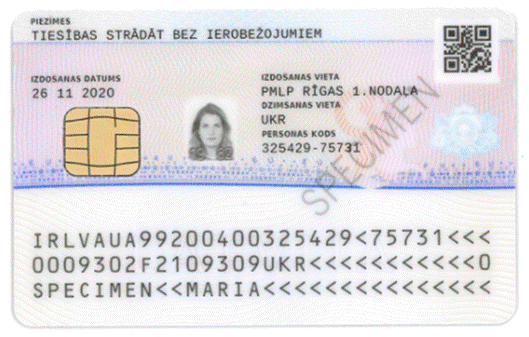 PIEZĪMES
TIESĪBAS STRĀDĀT BEZ IEROBEŽOJUMIEM
IZDOŠANAS DATUMS
26 11 2020
IZDOŠANAS VIETA
PMLP RĪGAS 1.NODAĻA
DZIMŠANAS VIETA
UKR
PERSONAS KODS
325429-75731
SPECIMEN
IRLVAUA99200400325429<75731<<<
0009302F2109309UKR<<<<<<<<<<<0
SPECIMEN<<MARIA<<<<<<<<<<<<<<<